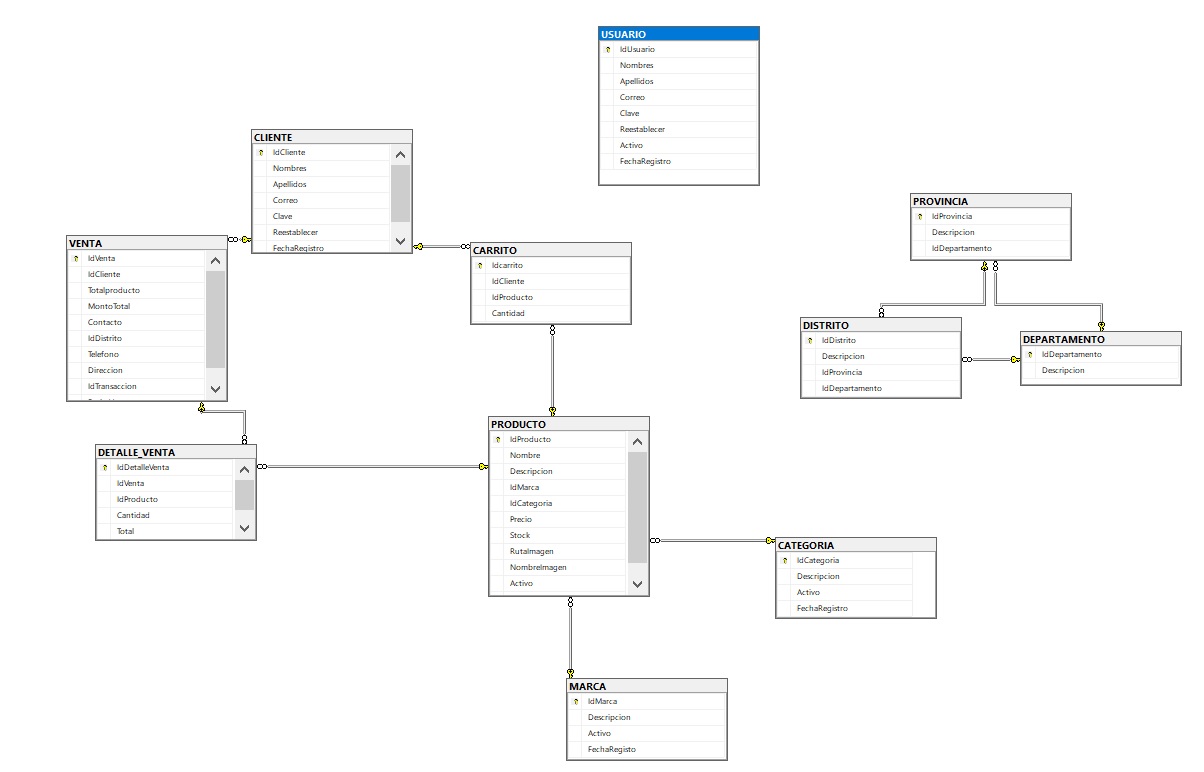 USUARIO
IdUsuario
Nombres
Apellidos
Correo
Clave
Reestablecer
Activo
FechaRegistro
CLIENTE
IdCliente
Nombres
Apellidos
Correo
Clave
Reestablecer
FechaRegistro
PROVINCIA
IdProvincia
Descripcion
IdDepartamento
VENTA
IdVenta
IdCliente
Totalproducto
MontoTotal
Contacto
IdDistrito
Telefono
Direccion
IdTransaccion
CARRITO
Idcarrito
IdCliente
IdProducto
Cantidad
DISTRITO
IdDistrito
Descripcion
IdProvincia
IdDepartamento
DEPARTAMENTO
IdDepartamento
Descripcion
DETALLE_VENTA
IdDetalleVenta
IdVenta
IdProducto
Cantidad
Total
PRODUCTO
IdProducto
Nombre
Descripcion
IdMarca
IdCategoria
Precio
Stock
RutaImagen
NombreImagen
Activo
CATEGORIA
IdCategoria
Descripcion
Activo
FechaRegistro
MARCA
IdMarca
Descripcion
Activo
FechaRegisto